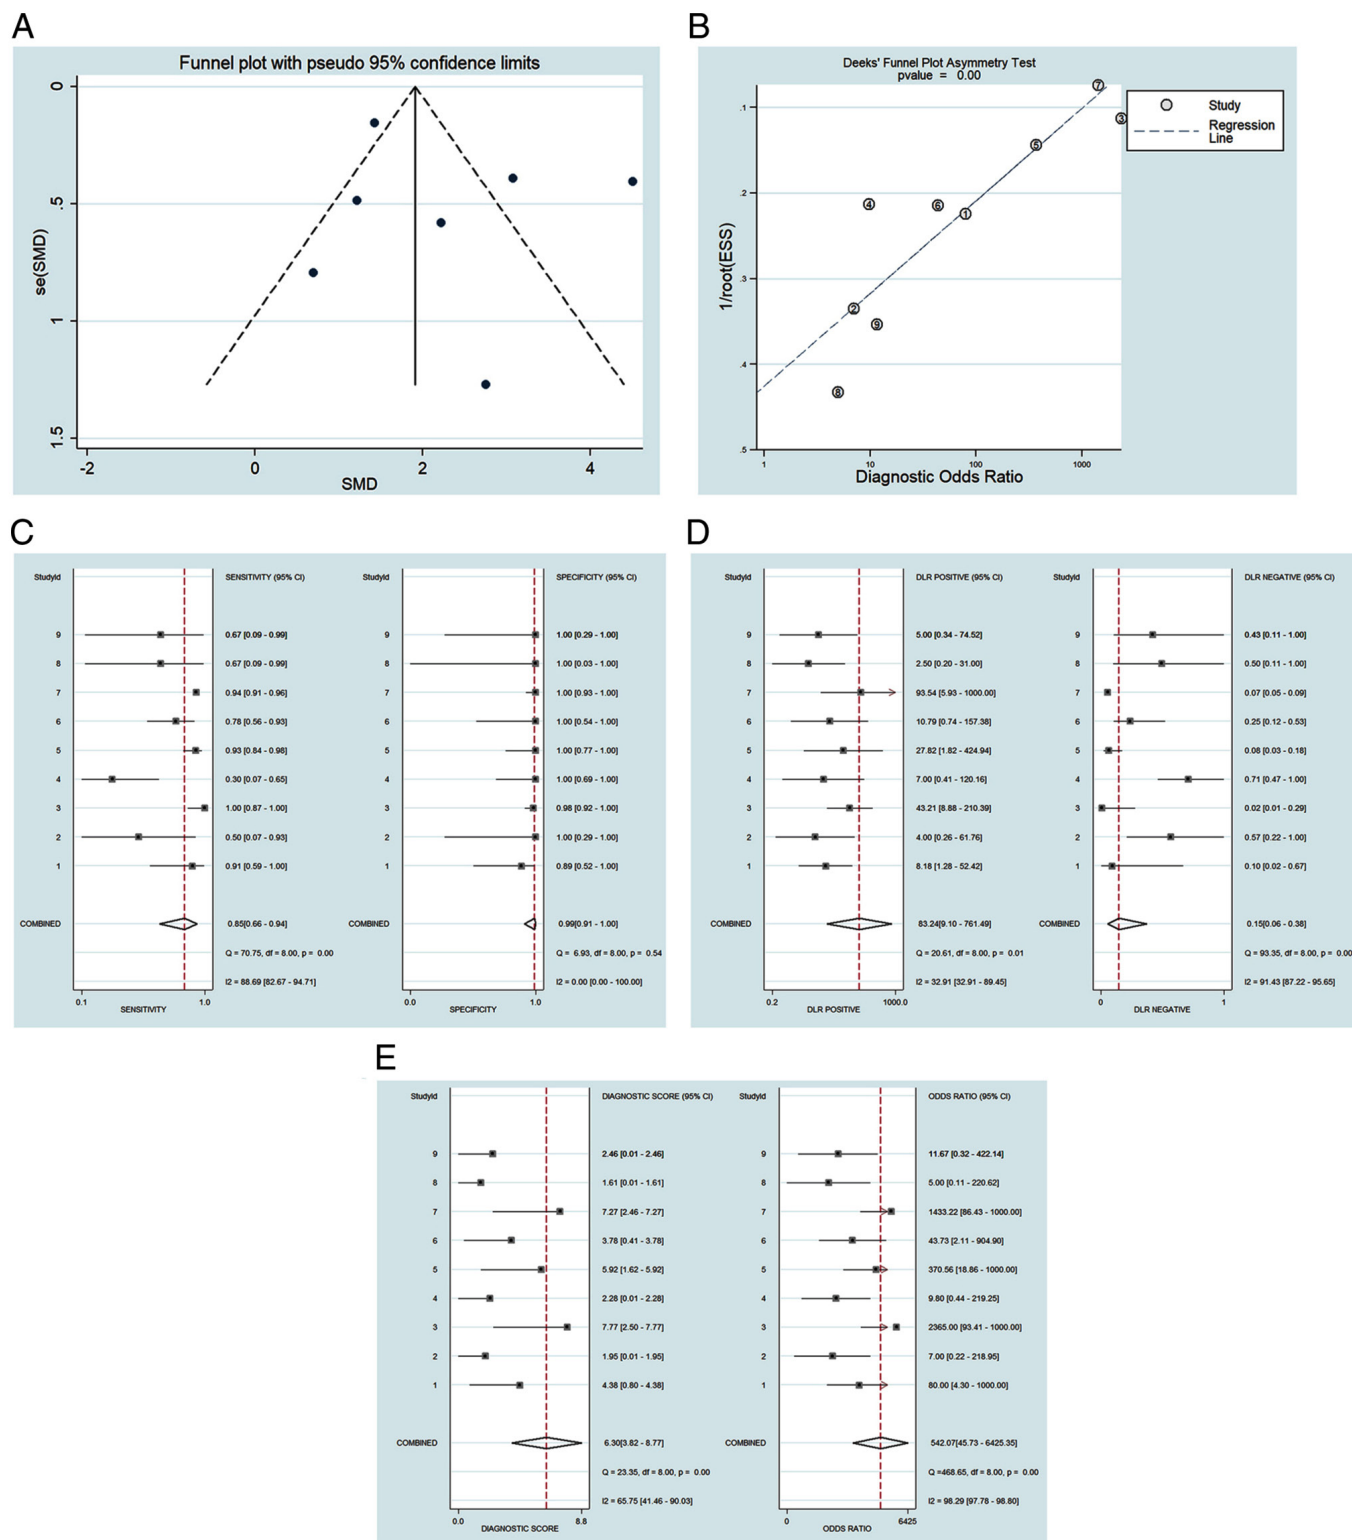 A
Funnel plot with pseudo 95% confidence limits
0
.5
1
1.5
se(SMD)
-2 0 2 4
SMD
B
Deeks' Funnel Plot Asymmetry Test
pvalue = 0.00
.1
.2
.3
.4
.5
1/root(ESS)
7
3
5
4
6
1
2
9
8
1 10 100 1000
Diagnostic Odds Ratio
Study
Regression
Line
C
StudyId SENSITIVITY (95% CI)
9 0.67 [0.09 - 0.99]
8 0.67 [0.09 - 0.99]
7 0.94 [0.91 - 0.96]
6 0.78 [0.56 - 0.93]
5 0.93 [0.84 - 0.98]
4 0.30 [0.07 - 0.65]
3 1.00 [0.87 - 1.00]
2 0.50 [0.07 - 0.93]
1 0.91 [0.59 - 1.00]
COMBINED 0.85[0.66 - 0.94]
Q = 70.75, df = 8.00, p = 0.00
I2 = 88.69 [82.67 - 94.71]
0.1 1.0
SENSITIVITY
StudyId SPECIFICITY (95% CI)
9 1.00 [0.29 - 1.00]
8 1.00 [0.03 - 1.00]
7 1.00 [0.93 - 1.00]
6 1.00 [0.54 - 1.00]
5 1.00 [0.77 - 1.00]
4 1.00 [0.69 - 1.00]
3 0.98 [0.92 - 1.00]
2 1.00 [0.29 - 1.00]
1 0.89 [0.52 - 1.00]
COMBINED 0.99[0.91 - 1.00]
Q = 6.93, df = 8.00, p = 0.54
I2 = 0.00 [0.00 - 100.00]
0.0 1.0
SPECIFICITY
D
StudyId DLR POSITIVE (95% CI)
9 5.00 [0.34 - 74.52]
8 2.50 [0.20 - 31.00]
7 93.54 [5.93 - 1000.00]
6 10.79 [0.74 - 157.38]
5 27.82 [1.82 - 424.94]
4 7.00 [0.41 - 120.16]
3 43.21 [8.88 - 210.39]
2 4.00 [0.26 - 61.76]
1 8.18 [1.28 - 52.42]
COMBINED 83.24[9.10 - 761.49]
Q = 20.61, df = 8.00, p = 0.01
I2 = 32.91 [32.91 - 89.45]
0.2 1000.0
DLR POSITIVE
StudyId DLR NEGATIVE (95% CI)
9 0.43 [0.11 - 1.00]
8 0.50 [0.11 - 1.00]
7 0.07 [0.05 - 0.09]
6 0.25 [0.12 - 0.53]
5 0.08 [0.03 - 0.18]
4 0.71 [0.47 - 1.00]
3 0.02 [0.01 - 0.29]
2 0.57 [0.22 - 1.00]
1 0.10 [0.02 - 0.67]
COMBINED 0.15[0.06 - 0.38]
Q = 93.35, df = 8.00, p = 0.00
I2 = 91.43 [87.22 - 95.65]
0 1
DLR NEGATIVE
E
StudyId DIAGNOSTIC SCORE (95% CI)
9 2.46 [0.01 - 2.46]
8 1.61 [0.01 - 1.61]
7 7.27 [2.46 - 7.27]
6 3.78 [0.41 - 3.78]
5 5.92 [1.62 - 5.92]
4 2.28 [0.01 - 2.28]
3 7.77 [2.50 - 7.77]
2 1.95 [0.01 - 1.95]
1 4.38 [0.80 - 4.38]
COMBINED 6.30[3.82 - 8.77]
Q = 23.35, df = 8.00, p = 0.00
I2 = 65.75 [41.46 - 90.03]
0.0 8.8
DIAGNOSTIC SCORE
StudyId ODDS RATIO (95% CI)
9 11.67 [0.32 - 422.14]
8 5.00 [0.11 - 220.62]
7 1433.22 [86.43 - 1000.00]
6 43.73 [2.11 - 904.90]
5 370.56 [18.86 - 1000.00]
4 9.80 [0.44 - 219.25]
3 2365.00 [93.41 - 1000.00]
2 7.00 [0.22 - 218.95]
1 80.00 [4.30 - 1000.00]
COMBINED 542.07[45.73 - 6425.35]
Q =468.65, df = 8.00, p = 0.00
I2 = 98.29 [97.78 - 98.80]
0 6425
ODDS RATIO